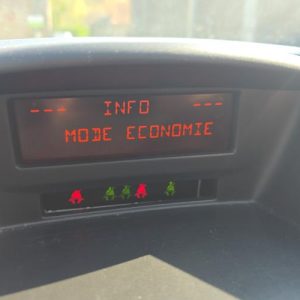 --- INFO ---
MODE ECONOMIE